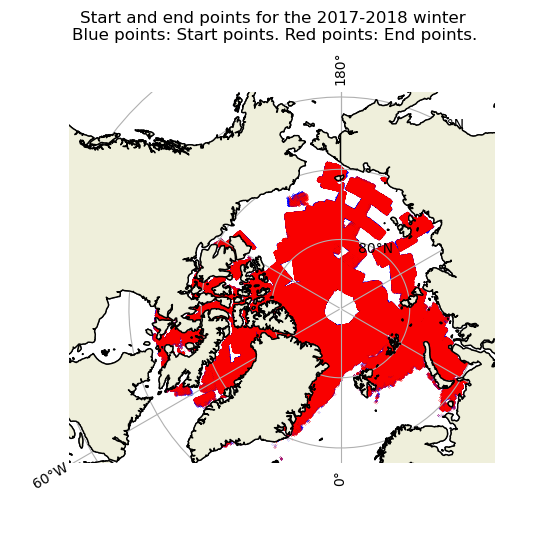 Start and end points for the 2017-2018 winter
Blue points: Start points. Red points: End points.
180°
80°N
60°W
0°